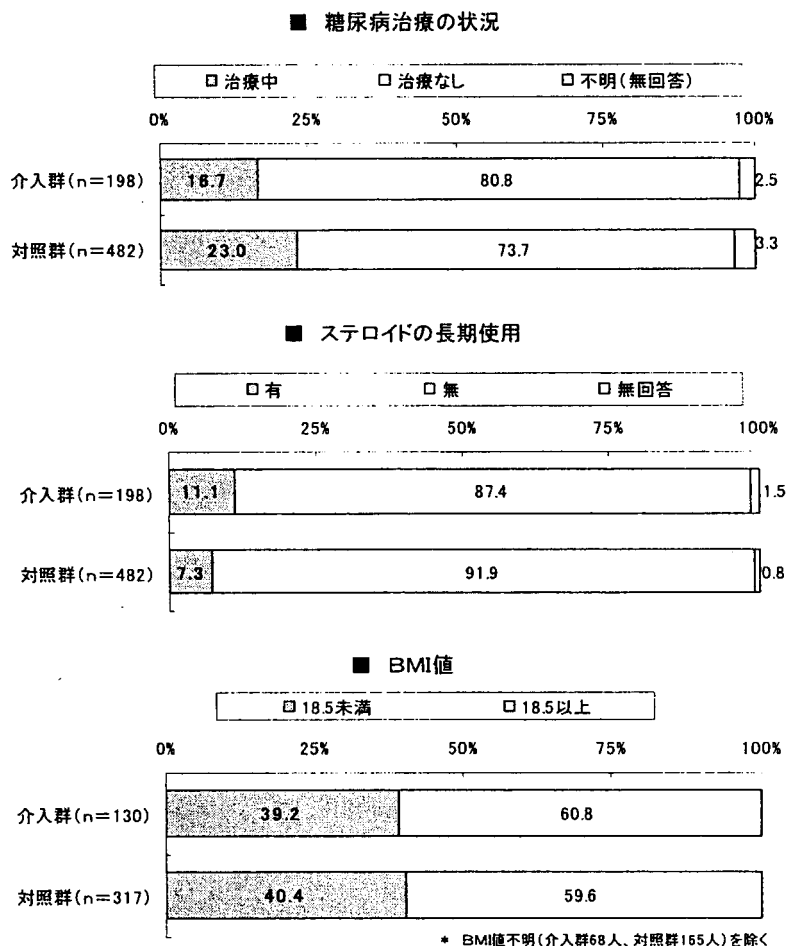 ■ 糖尿病治療の状況
治療中 治療なし 不明(無回答)
0% 25% 50% 75% 100%
介入群(n=198) 16.7 80.8 2.5
対照群(n=482) 23.0 73.7 3.3
■ ステロイドの長期使用
有 無 無回答
0% 25% 50% 75% 100%
介入群(n=198) 11.1 87.4 1.5
対照群(n=482) 7.3 91.9 0.8
■ BMI値
18.5未満 18.5以上
0% 25% 50% 75% 100%
介入群(n=130) 39.2 60.8
対照群(n=317) 40.4 59.6
* BMI値不明(介入群68人、対照群165人)を除く